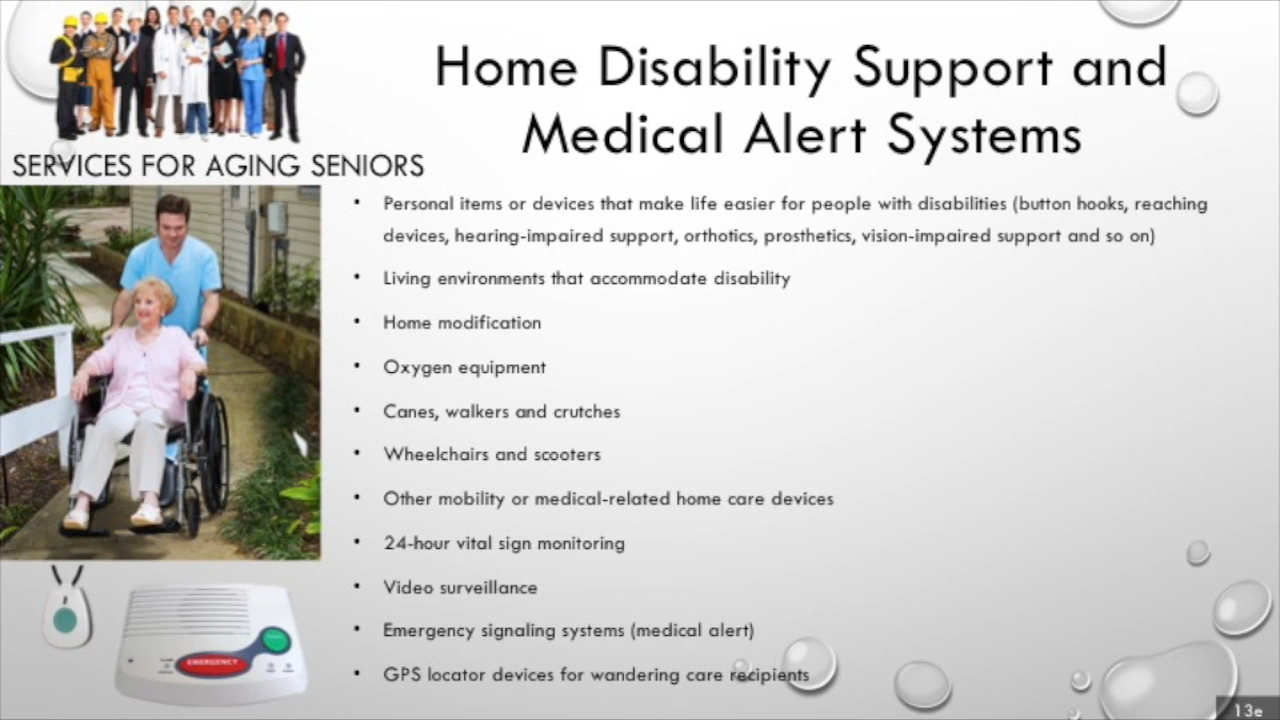 Home Disability Support and
Medical Alert Systems
SERVICES FOR AGING SENIORS
• Personal items or devices that make life easier for people with disabilities (button hooks, reaching
devices, hearing-impaired support, orthotics, prosthetics, vision-impaired support and so on)
• Living environments that accommodate disability
• Home modification
• Oxygen equipment
• Canes, walkers and crutches
• Wheelchairs and scooters
• Other mobility or medical-related home care devices
• 24-hour vital sign monitoring
• Video surveillance
• Emergency signaling systems (medical alert)
• GPS locator devices for wandering care recipients
EMERGENCY
13e